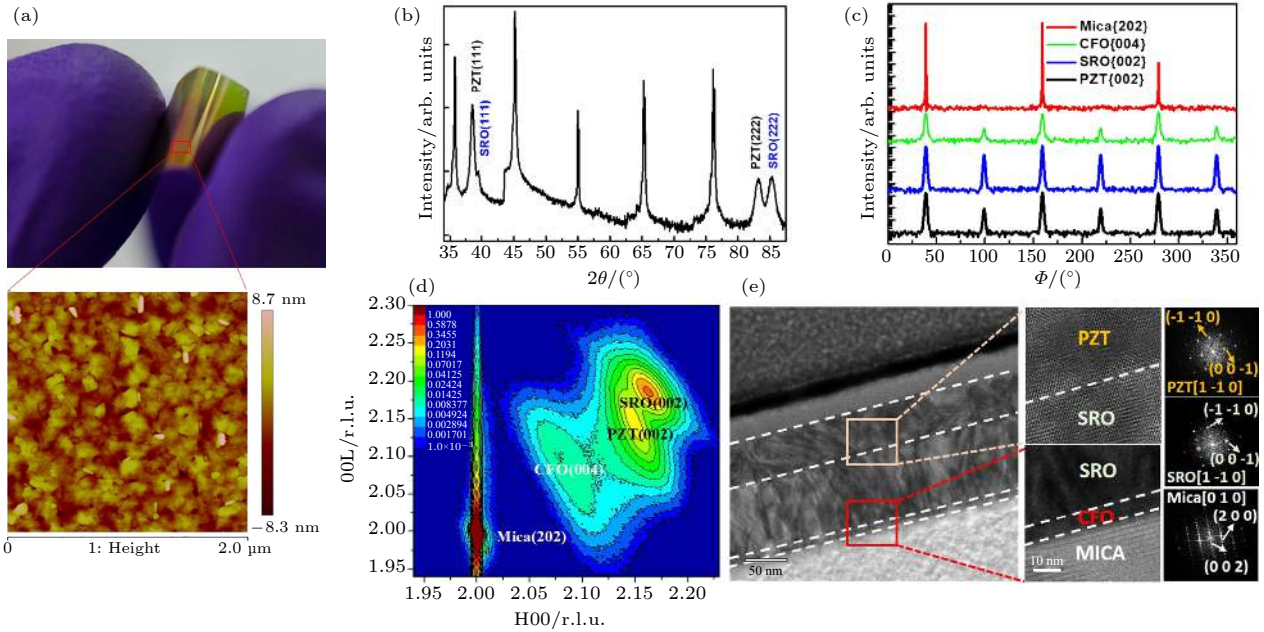 (a)
8.7 nm
−8.3 nm
0
1: Height
2.0 μm
(b)
Intensity/arb. units
PZT(111)
SRO(111)
PZT(222)
SRO(222)
35 40 45 50 55 60 65 70 75 80 85
2θ/(°)
(c)
Intensity/arb. units
Mica{202}
CFO{004}
SRO{002}
PZT{002}
0 50 100 150 200 250 300 350
Φ/(°)
(d)
00L/r.l.u.
2.30
2.25
2.20
2.15
2.10
2.05
2.00
1.95
1.000
0.5878
0.3455
0.2031
0.1194
0.07017
0.04125
0.02424
0.01425
0.008377
0.004924
0.002894
0.001701
1.0×10⁻³
SRO(002)
PZT(002)
CFO(004)
Mica(202)
1.95 2.00 2.05 2.10 2.15 2.20
H00/r.l.u.
(e)
50 nm
PZT
SRO
SRO
CFO
MICA
10 nm
(-1 -1 0)
(0 0 -1)
PZT[1 -1 0]
(-1 -1 0)
(0 0 -1)
SRO[1 -1 0]
Mica[0 1 0]
(2 0 0)
(0 0 2)